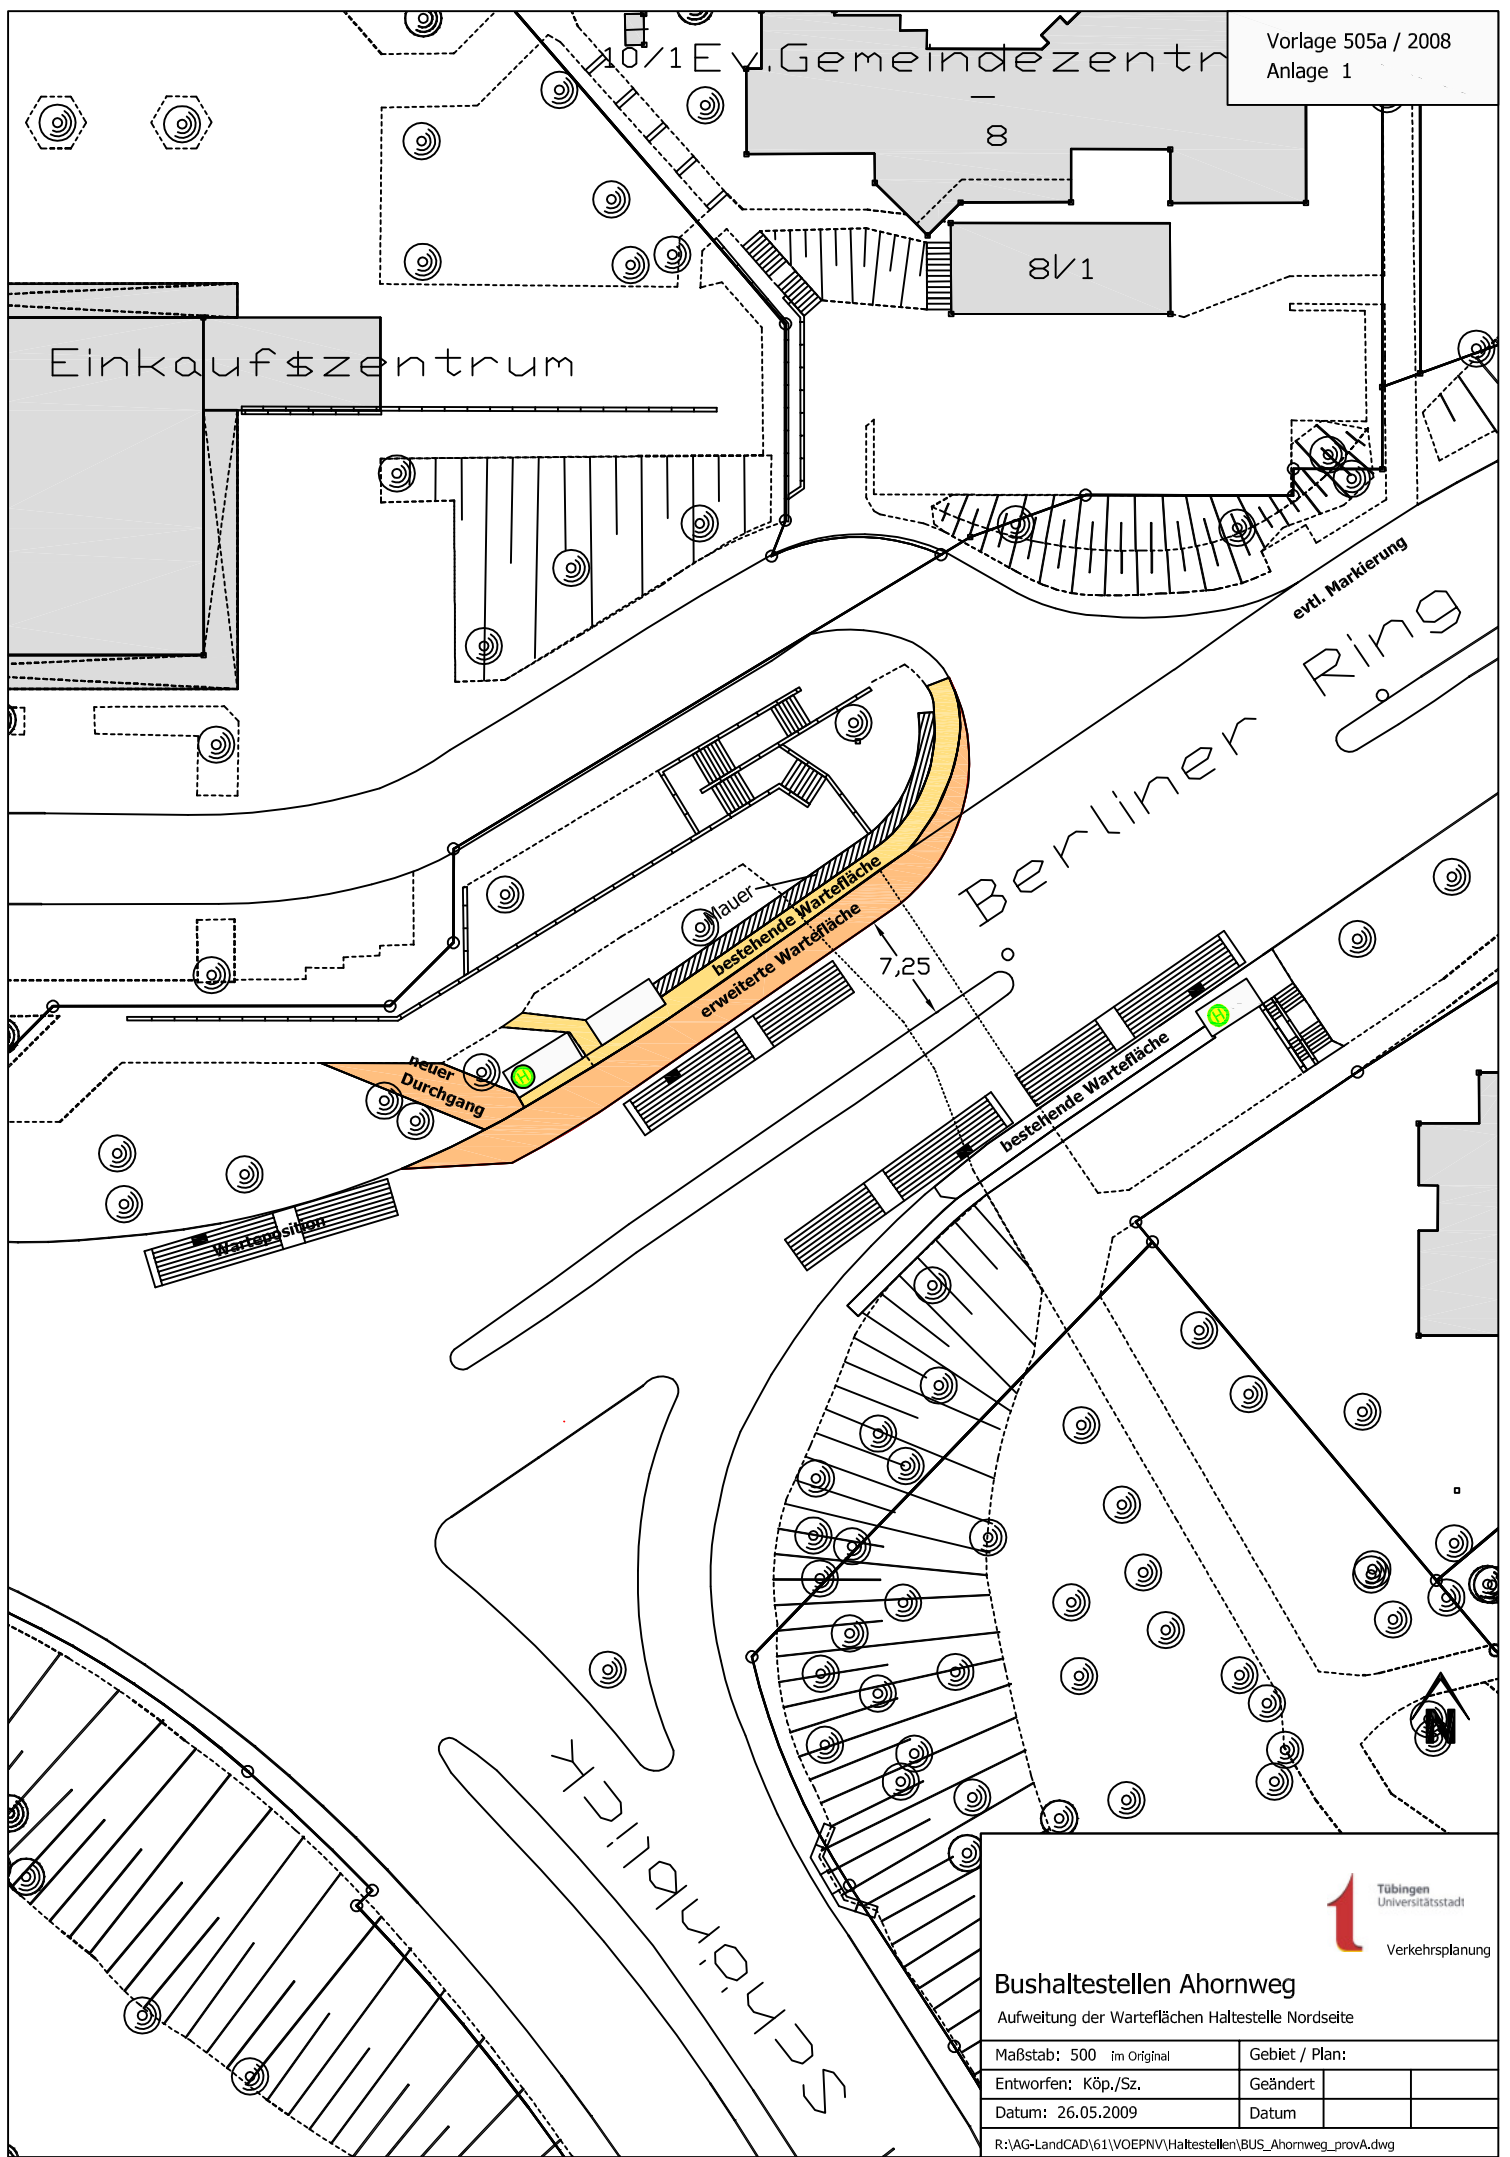 Vorlage 505a / 2008
Anlage 1
10/1 Ev.Gemeindezentr
8
8/1
Einkaufszentrum
evtl. Markierung
Berliner Ring
Mauer
bestehende Wartefläche
erweiterte Wartefläche
7,25
H
bestehende Wartefläche
neuer
Durchgang
H
Warteposition
N
Tübingen
Universitätsstadt
Verkehrsplanung
Bushaltestellen Ahornweg
Aufweitung der Warteflächen Haltestelle Nordseite
Maßstab: 500 im Original
Gebiet / Plan:
Entworfen: Köp./Sz.
Geändert
Datum: 26.05.2009
Datum
R:\AG-LandCAD\61\VOEPNV\Haltestellen\BUS_Ahornweg_provA.dwg